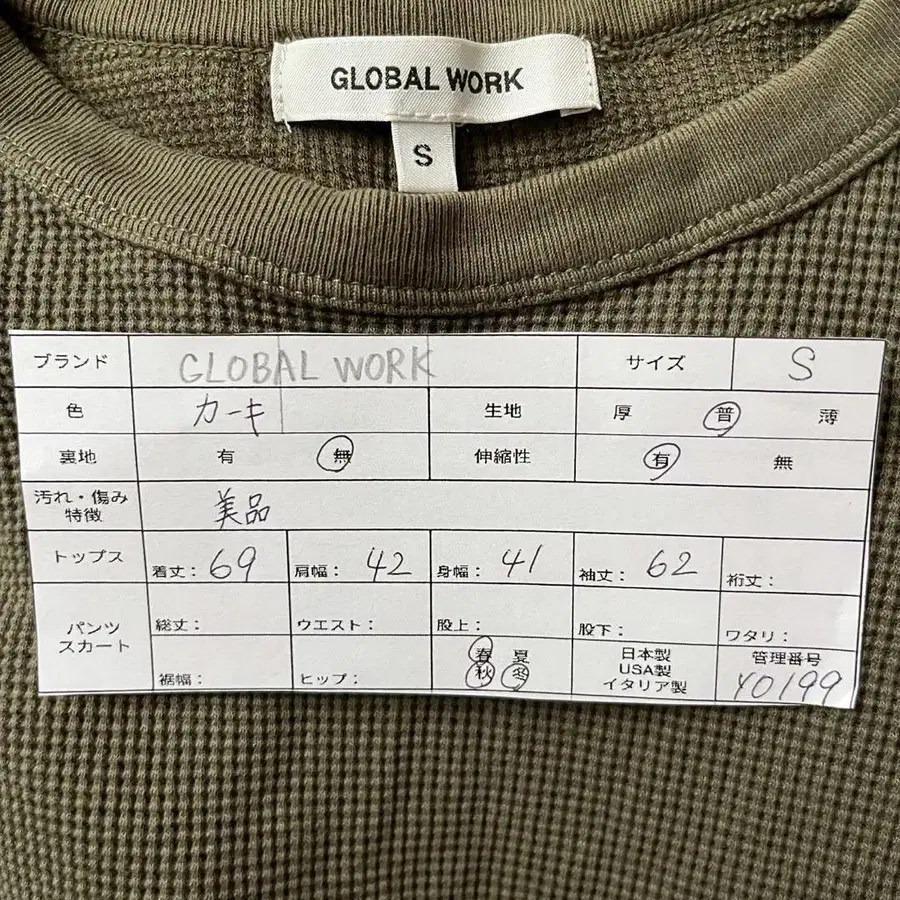 GLOBAL WORK
S
ブランド GLOBAL WORK サイズ S
色 カーキ 生地 厚 普 薄
裏地 有 無 伸縮性 有 無
汚れ・傷み
特徴 美品
トップス 着丈: 69 肩幅: 42 身幅: 41 袖丈: 62 裄丈:
パンツ
スカート
総丈: ウエスト: 股上: 股下: ワタリ:
裾幅: ヒップ:
春 夏
秋 冬
日本製
USA製
イタリア製
管理番号
Y0199